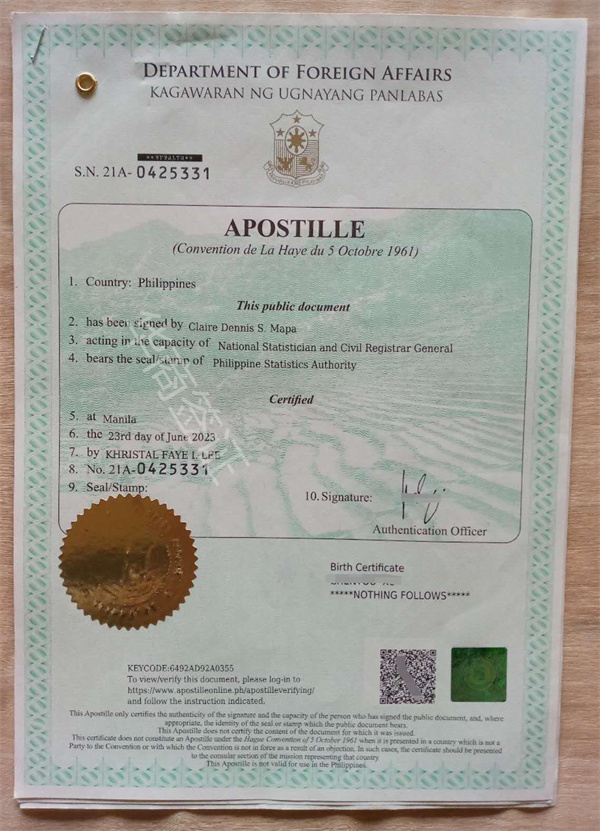 DEPARTMENT OF FOREIGN AFFAIRS
KAGAWARAN NG UGNAYANG PANLABAS
S.N. 21A-0425331
APOSTILLE
(Convention de La Haye du 5 Octobre 1961)
1. Country: Philippines
This public document
2. has been signed by Claire Dennis S. Mapa
3. acting in the capacity of National Statistician and Civil Registrar General
4. bears the seal/stamp of Philippine Statistics Authority
Certified
5. at Manila
6. the 23rd day of June 2023
7. by KHRISTAL FAYE I. LEE
8. No. 21A-0425331
9. Seal/Stamp:
10. Signature:
Authentication Officer
Birth Certificate
*****NOTHING FOLLOWS*****
KEYCODE:6492AD92A0355
To view/verify this document, please log-in to
https://www.apostilleonline.ph/apostilleverifying/
and follow the instruction indicated.
This Apostille only certifies the authenticity of the signature and the capacity of the person who has signed the public document, and, where
appropriate, the identity of the seal or stamp which the public document bears.
This Apostille does not certify the content of the document for which it was issued.
This certificate does not constitute an Apostille under the Hague Convention of 5 October 1961 when it is presented in a country which is not a
Party to the Convention or with which the Convention is not in force as a result of an objection. In such cases, the certificate should be presented
to the consular section of the mission representing that country
This Apostille is not valid for use in the Philippines.